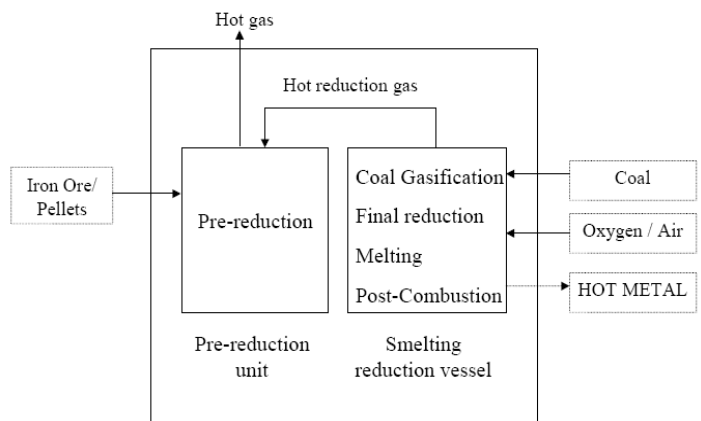 Hot gas
Hot reduction gas
Iron Ore/
Pellets
Pre-reduction
Coal Gasification
Final reduction
Melting
Post-Combustion
Coal
Oxygen / Air
HOT METAL
Pre-reduction
unit
Smelting
reduction vessel